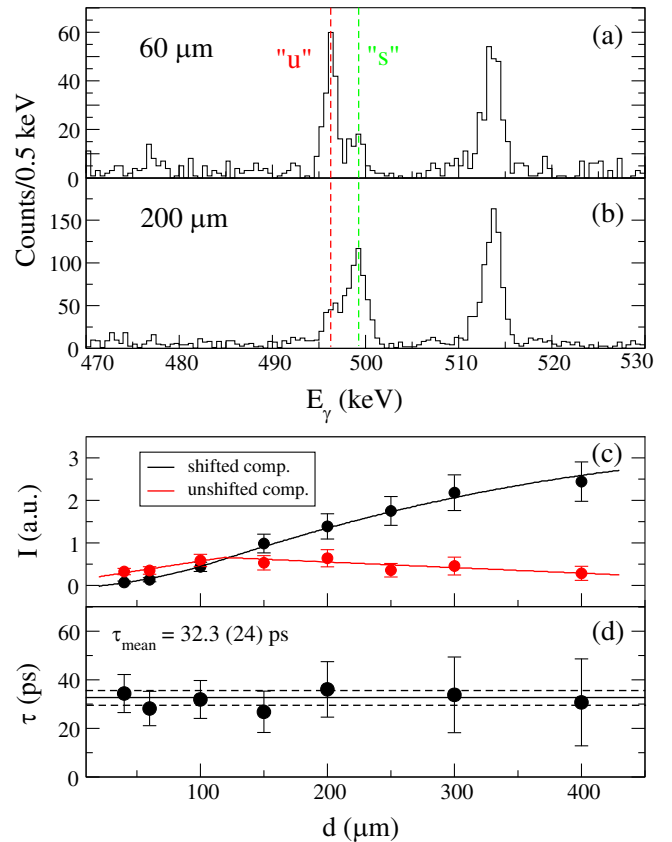 60 μm
"u"
"s"
(a)
60
40
20
0
Counts/0.5 keV
200 μm
(b)
150
100
50
0
470 480 490 500 510 520 530
E_γ (keV)
(c)
shifted comp.
unshifted comp.
3
2
1
0
I (a.u.)
τ_mean = 32.3 (24) ps
(d)
60
40
20
0
τ (ps)
100 200 300 400
d (μm)